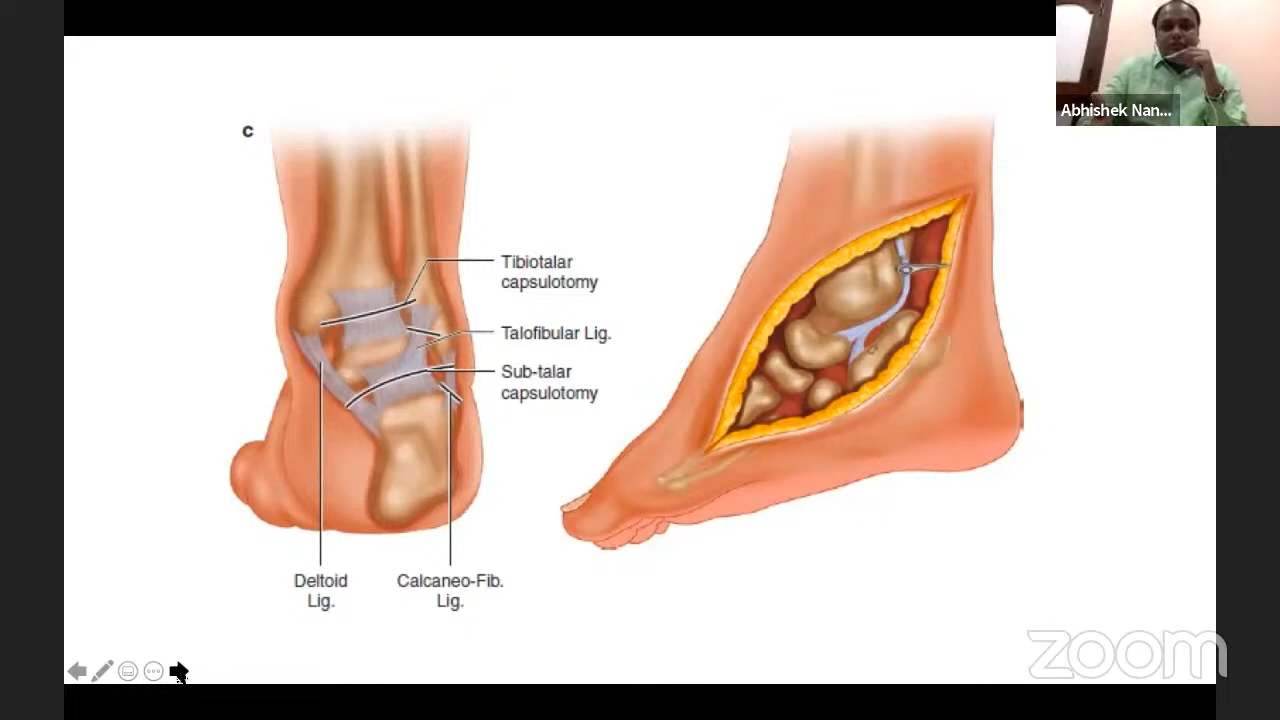 Abhishek Nan...
c
Tibiotalar
capsulotomy
Talofibular Lig.
Sub-talar
capsulotomy
Deltoid
Lig.
Calcaneo-Fib.
Lig.
zoom